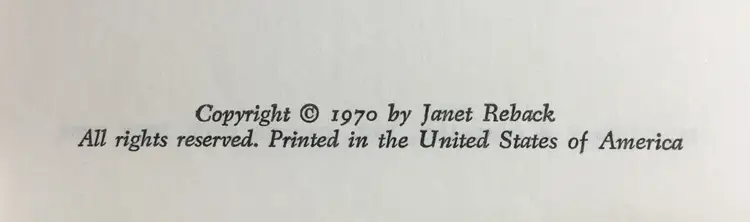 Copyright © 1970 by Janet Reback
All rights reserved. Printed in the United States of America